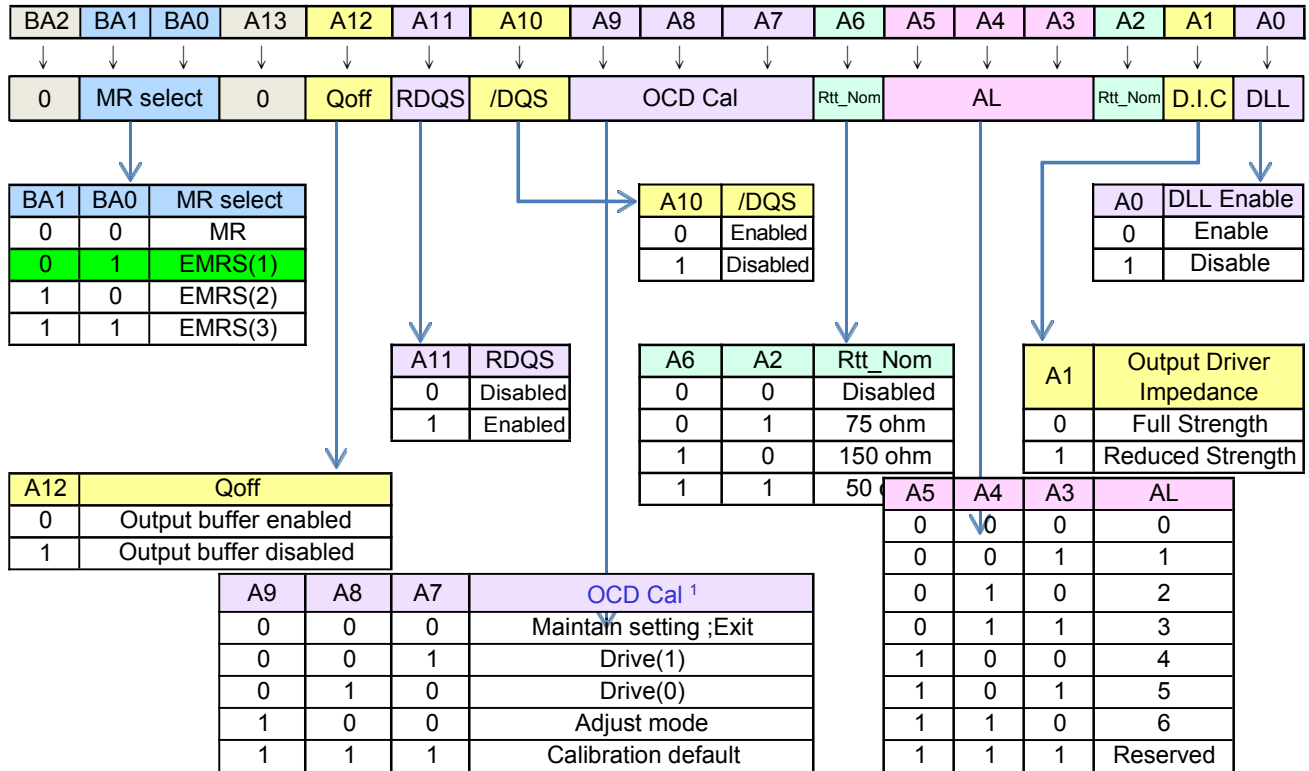 BA2 BA1 BA0 A13 A12 A11 A10 A9 A8 A7 A6 A5 A4 A3 A2 A1 A0
0 MR select 0 Qoff RDQS /DQS OCD Cal Rtt_Nom AL Rtt_Nom D.I.C DLL
BA1 BA0 MR select
0 0 MR
0 1 EMRS(1)
1 0 EMRS(2)
1 1 EMRS(3)
A10 /DQS
0 Enabled
1 Disabled
A0 DLL Enable
0 Enable
1 Disable
A11 RDQS
0 Disabled
1 Enabled
A6 A2 Rtt_Nom
0 0 Disabled
0 1 75 ohm
1 0 150 ohm
1 1 50
A1 Output Driver
Impedance
0 Full Strength
1 Reduced Strength
A12 Qoff
0 Output buffer enabled
1 Output buffer disabled
A5 A4 A3 AL
0 0 0 0
0 0 1 1
0 1 0 2
0 1 1 3
1 0 0 4
1 0 1 5
1 1 0 6
1 1 1 Reserved
A9 A8 A7 OCD Cal 1
0 0 0 Maintain setting ;Exit
0 0 1 Drive(1)
0 1 0 Drive(0)
1 0 0 Adjust mode
1 1 1 Calibration default